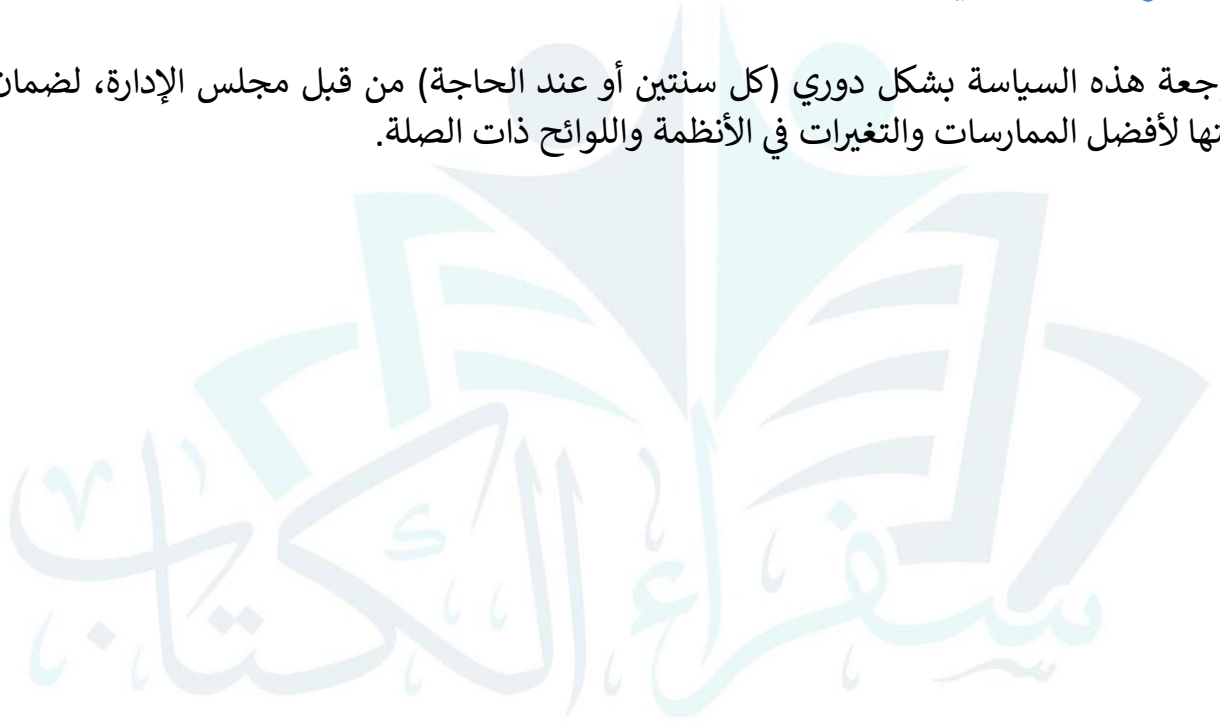 جعة هذه السياسة بشكل دوري (كل سنتين أو عند الحاجة) من قبل مجلس الإدارة، لضمان
تها لأفضل الممارسات والتغيرات في الأنظمة واللوائح ذات الصلة.
سفراء الكتاب